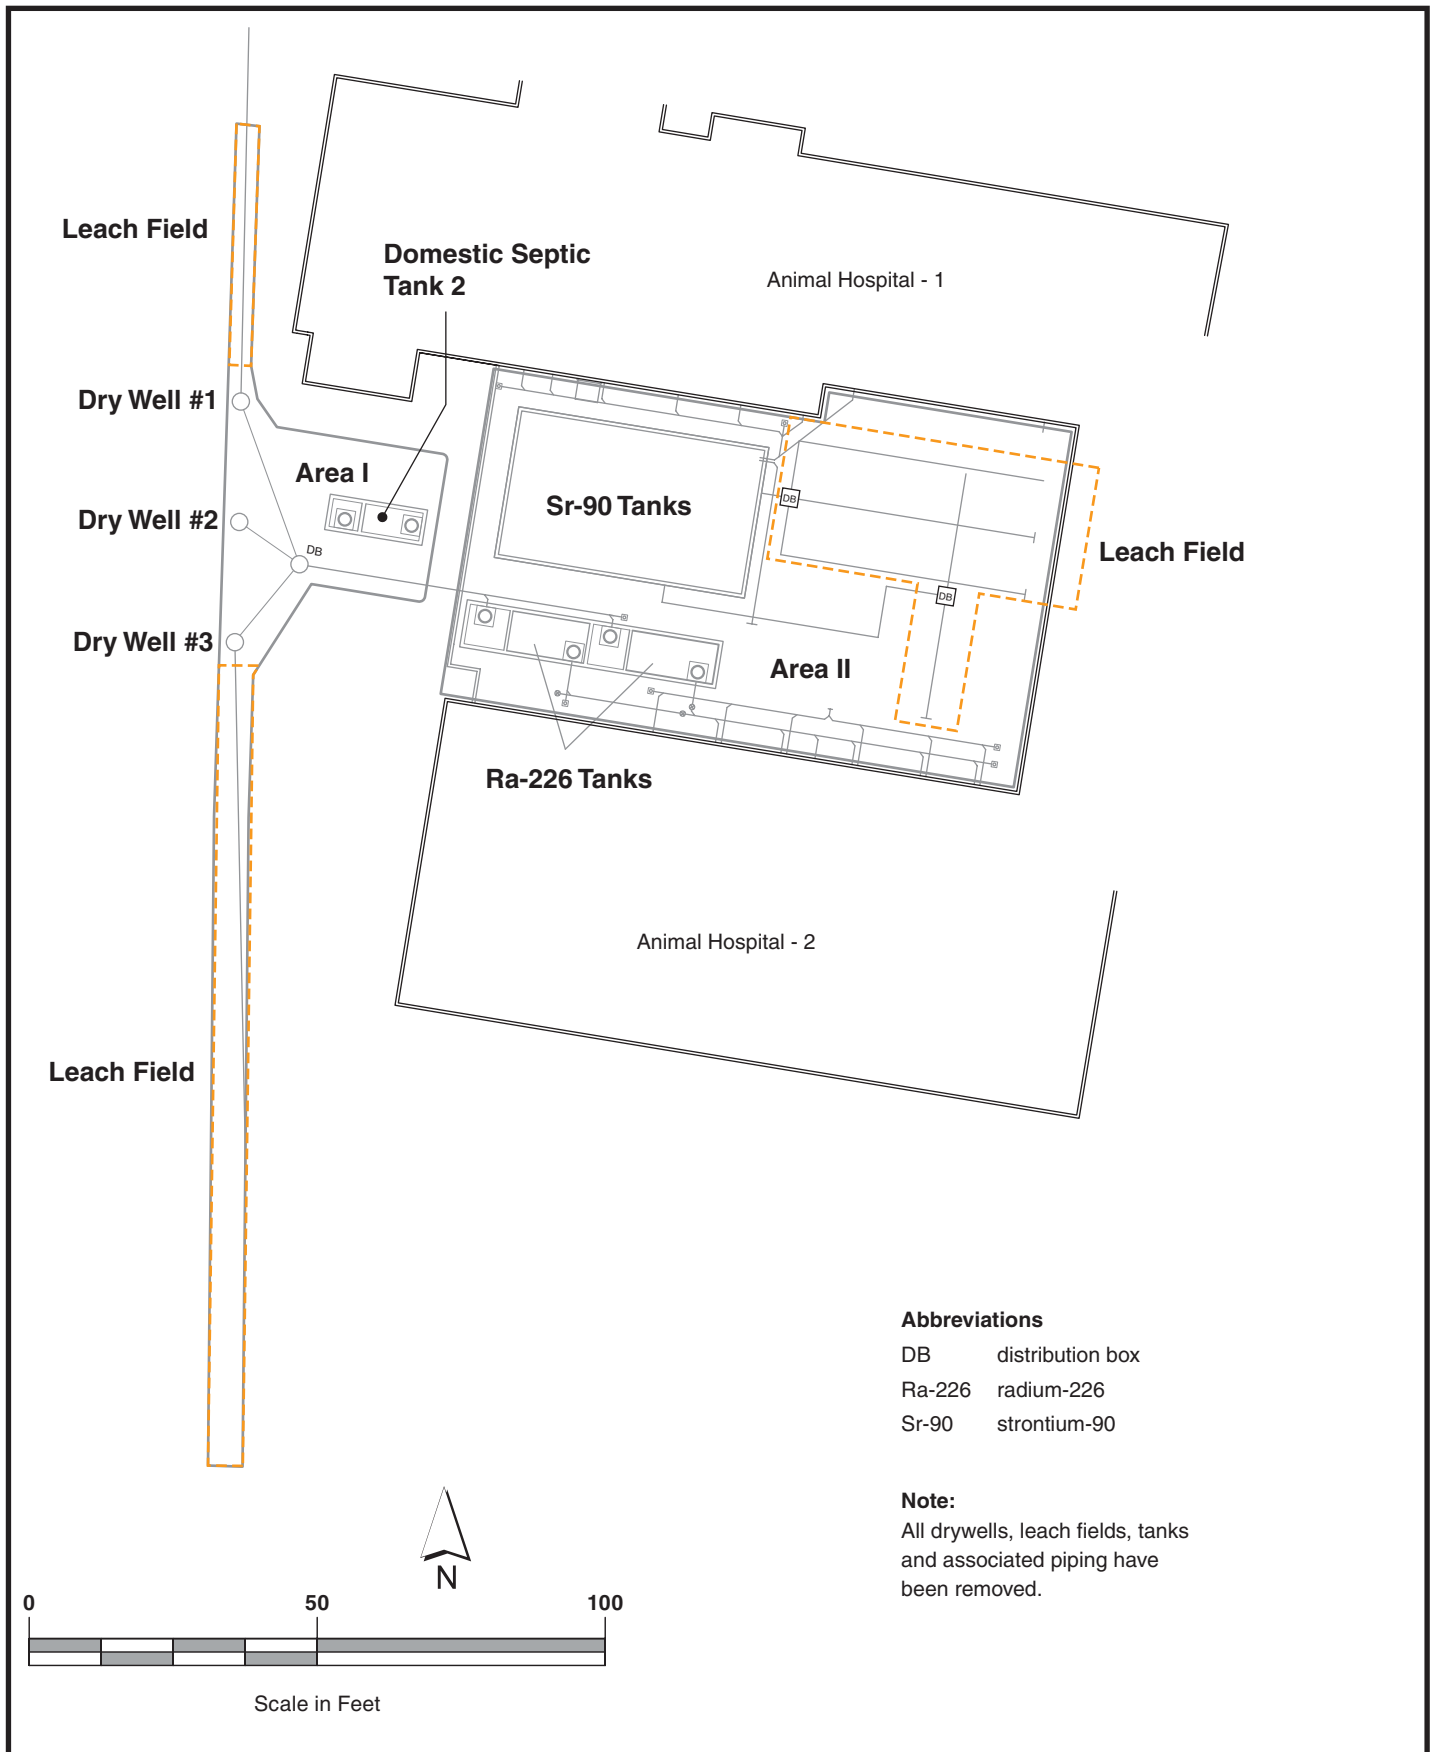 Leach Field
Domestic Septic
Tank 2
Animal Hospital - 1
Dry Well #1
Area I
Sr-90 Tanks
DB
Dry Well #2
DB
Leach Field
DB
Dry Well #3
Area II
Ra-226 Tanks
Animal Hospital - 2
Leach Field
Abbreviations
DB distribution box
Ra-226 radium-226
Sr-90 strontium-90
Note:
All drywells, leach fields, tanks
and associated piping have
been removed.
N
0 50 100
Scale in Feet